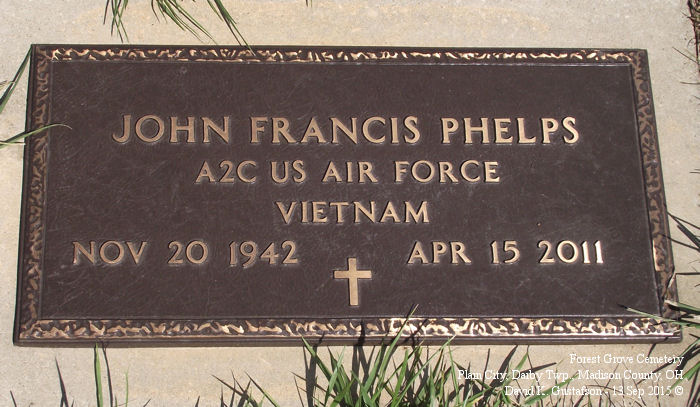 JOHN FRANCIS PHELPS
A2C US AIR FORCE
VIETNAM
NOV 20 1942 APR 15 2011
Forest Grove Cemetery
Plain City, Darby Twp., Madison County, OH
David K. Gustafson - 13 Sep 2015 ©